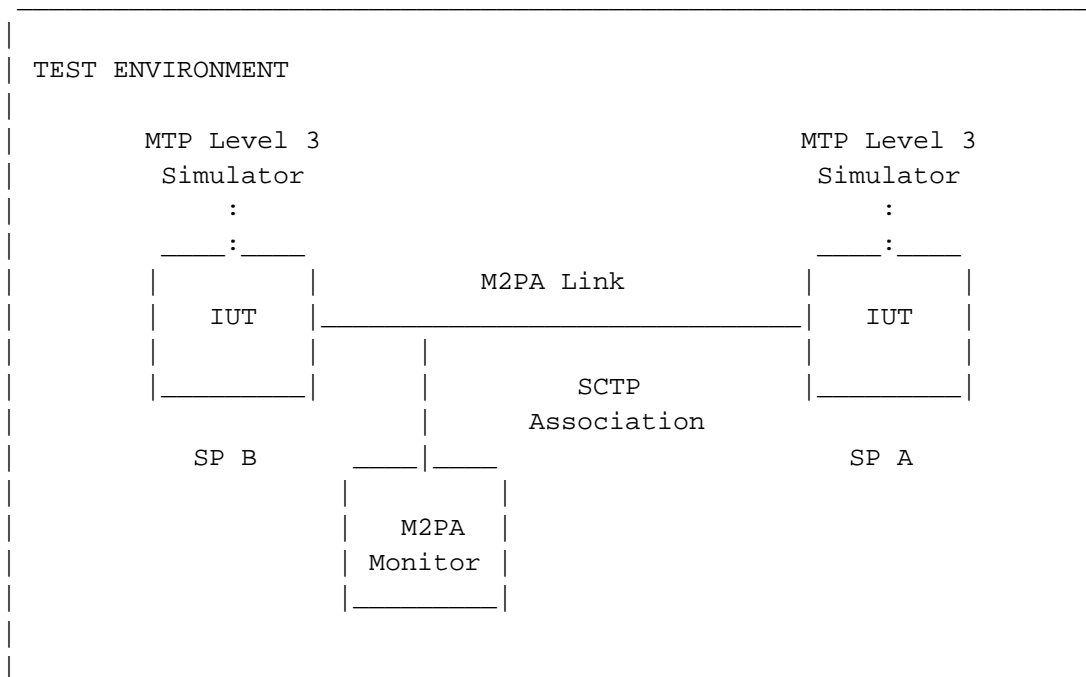 TEST ENVIRONMENT
MTP Level 3 MTP Level 3
Simulator Simulator
: :
: :
M2PA Link
IUT IUT
SCTP
Association
SP B SP A
M2PA
Monitor